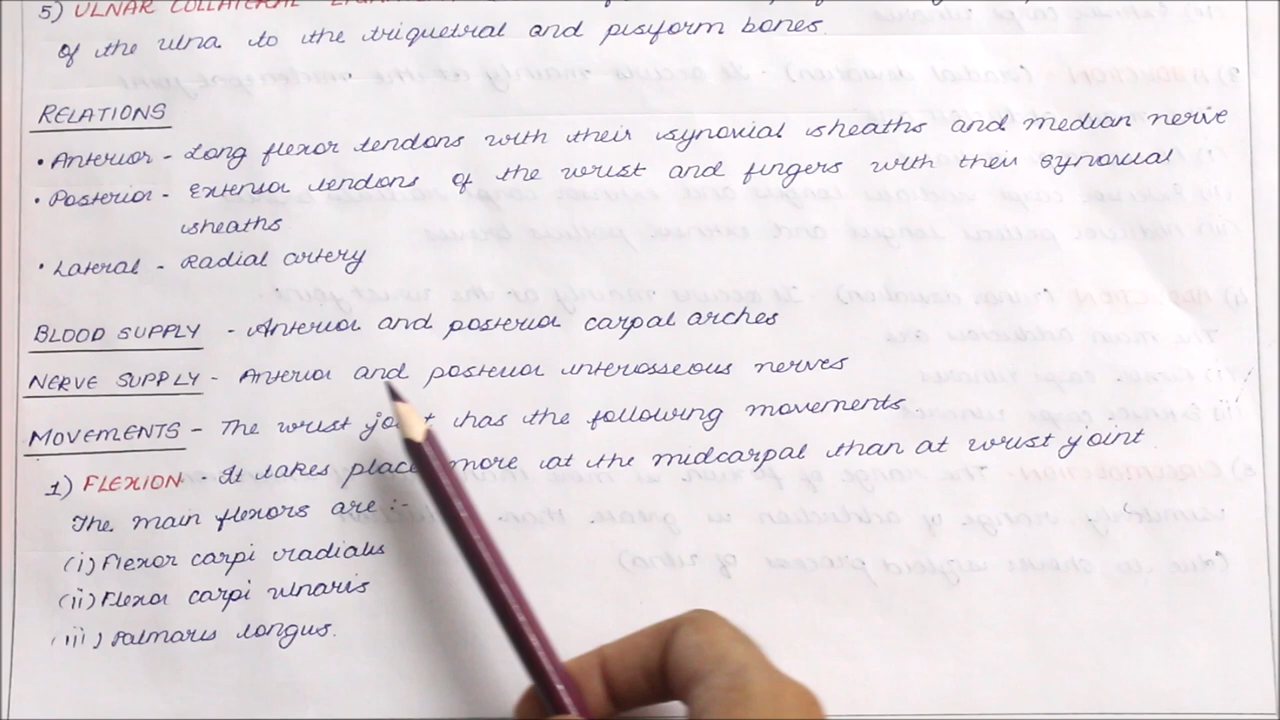 5) ULNAR COLLATERAL
of the ulna to the triquetral and pisiform bones.
RELATIONS
• Anterior - Long flexor tendons with their synovial sheaths and median nerve
• Posterior - Extensor tendons of the wrist and fingers with their synovial
sheaths
• Lateral - Radial artery
BLOOD SUPPLY - Anterior and posterior carpal arches
NERVE SUPPLY - Anterior and posterior interosseous nerves
MOVEMENTS - The wrist joint has the following movements
1) FLEXION - It takes place more at the midcarpal than at wrist joint
The main flexors are :-
(i) Flexor carpi radialis
(ii) Flexor carpi ulnaris
(iii) Palmaris longus.